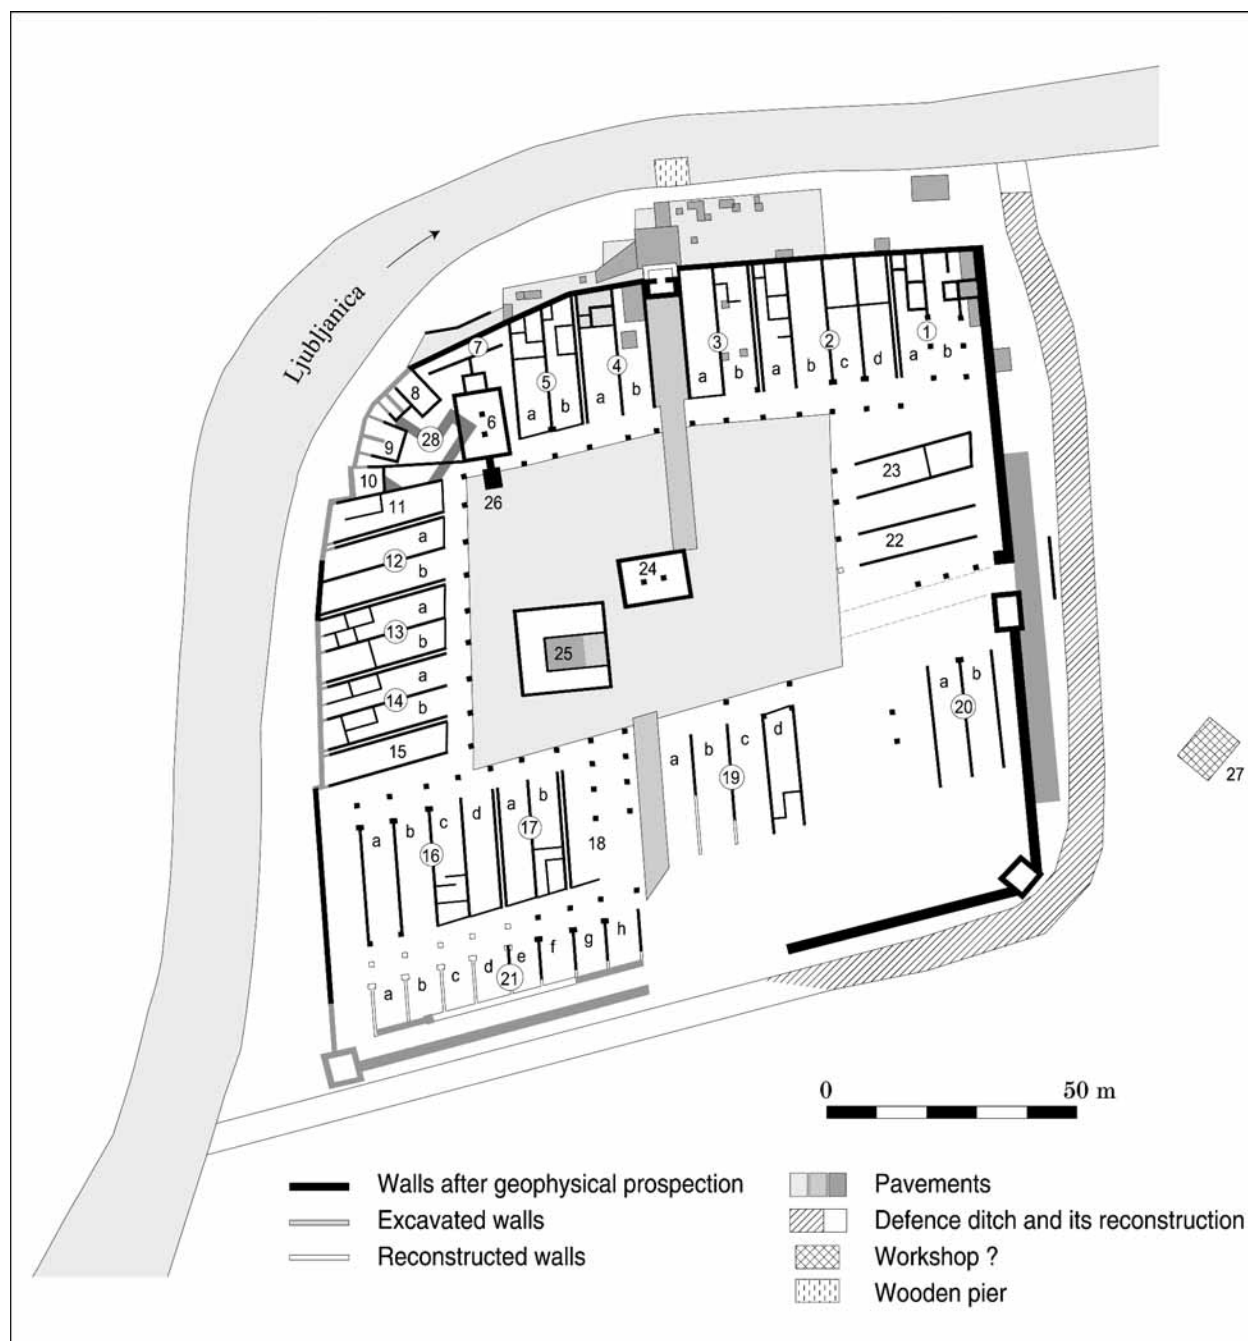 Ljubljanica
1
a b
2
a b c d
3
a b
4
a b
5
a b
6
7
8
9
28
10
11
26
12
a
b
13
a
b
14
a
b
15
23
22
24
25
20
a b
19
a b c d
27
16
a b c d
17
a b
18
21
a b c d e f g h
0 50 m
Walls after geophysical prospection
Excavated walls
Reconstructed walls
Pavements
Defence ditch and its reconstruction
Workshop ?
Wooden pier